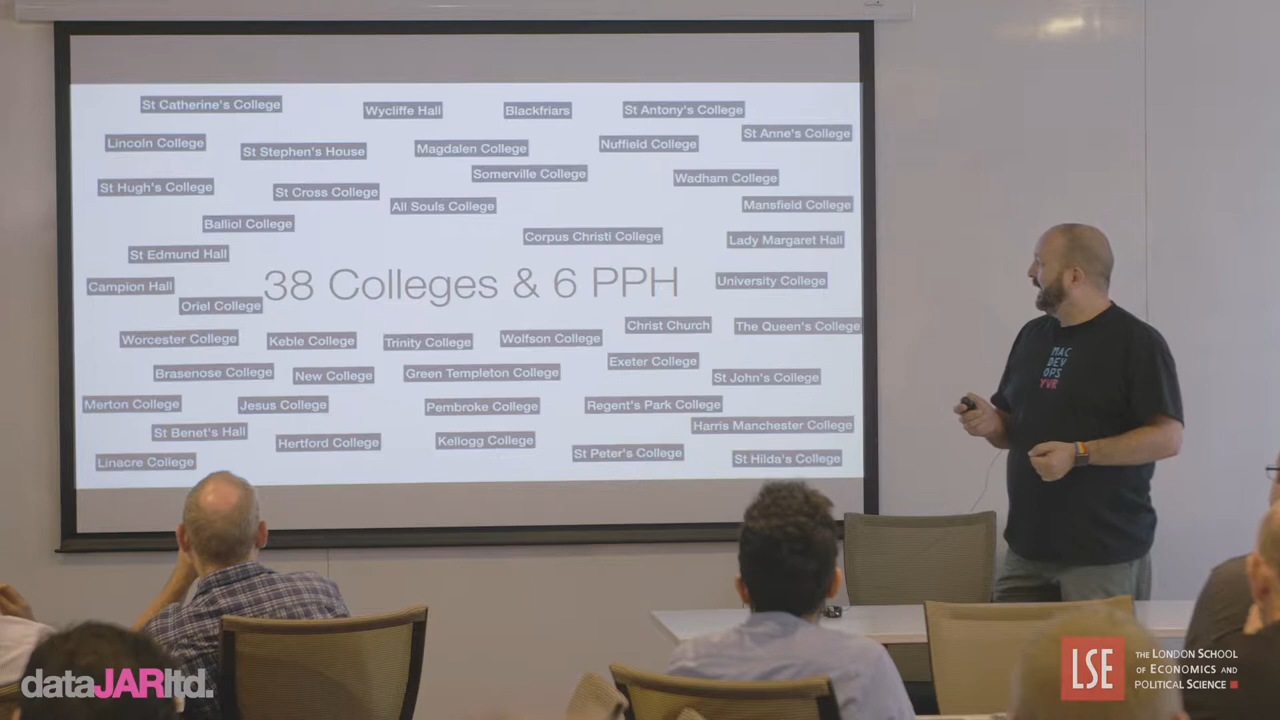 St Catherine's College
Wycliffe Hall
Blackfriars
St Antony's College
St Anne's College
Lincoln College
St Stephen's House
Magdalen College
Nuffield College
Somerville College
Wadham College
St Hugh's College
St Cross College
All Souls College
Mansfield College
Balliol College
Corpus Christi College
Lady Margaret Hall
St Edmund Hall
Campion Hall
38 Colleges & 6 PPH
University College
Oriel College
Christ Church
The Queen's College
Worcester College
Keble College
Trinity College
Wolfson College
Exeter College
Brasenose College
New College
Green Templeton College
St John's College
Merton College
Jesus College
Pembroke College
Regent's Park College
St Benet's Hall
Hertford College
Kellogg College
Harris Manchester College
Linacre College
St Peter's College
St Hilda's College
MAC
DEV
OPS
YVR
dataJARltd.
LSE
THE LONDON SCHOOL
OF ECONOMICS AND
POLITICAL SCIENCE